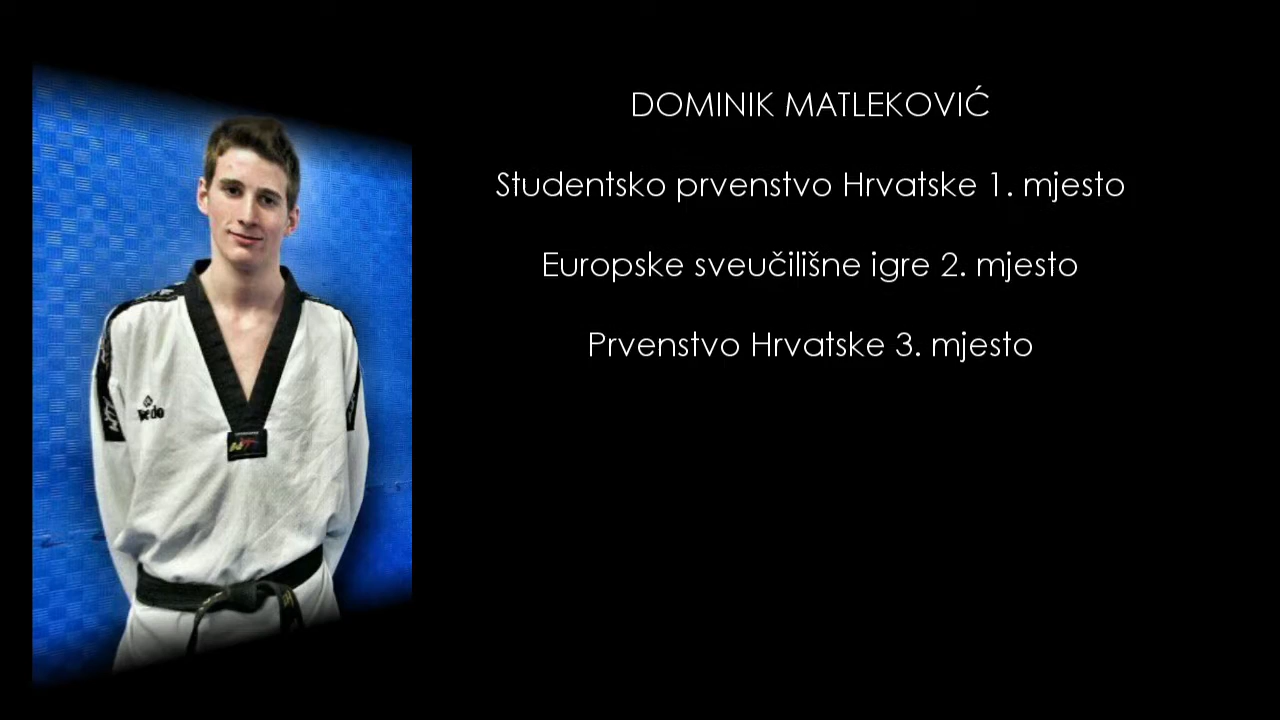 DOMINIK MATLEKOVIĆ
Studentsko prvenstvo Hrvatske 1. mjesto
Europske sveučilišne igre 2. mjesto
Prvenstvo Hrvatske 3. mjesto